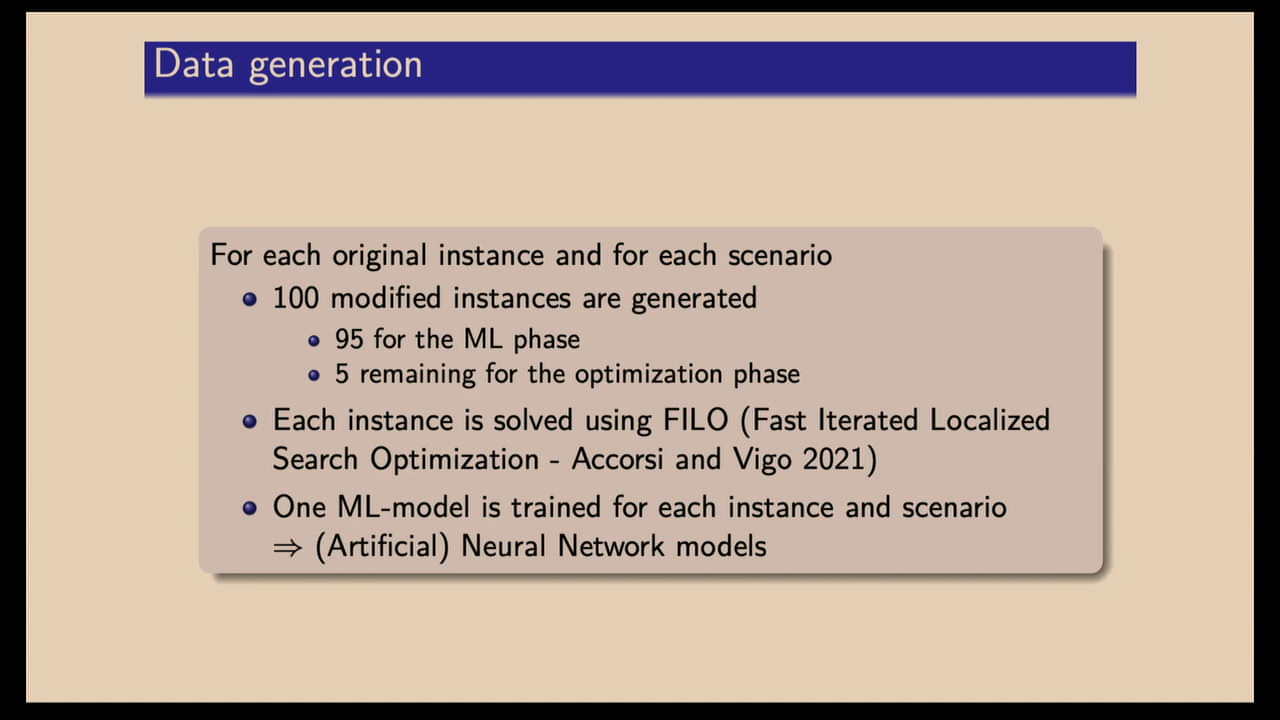 Data generation
For each original instance and for each scenario
100 modified instances are generated
95 for the ML phase
5 remaining for the optimization phase
Each instance is solved using FILO (Fast Iterated Localized
Search Optimization - Accorsi and Vigo 2021)
One ML-model is trained for each instance and scenario
⇒ (Artificial) Neural Network models